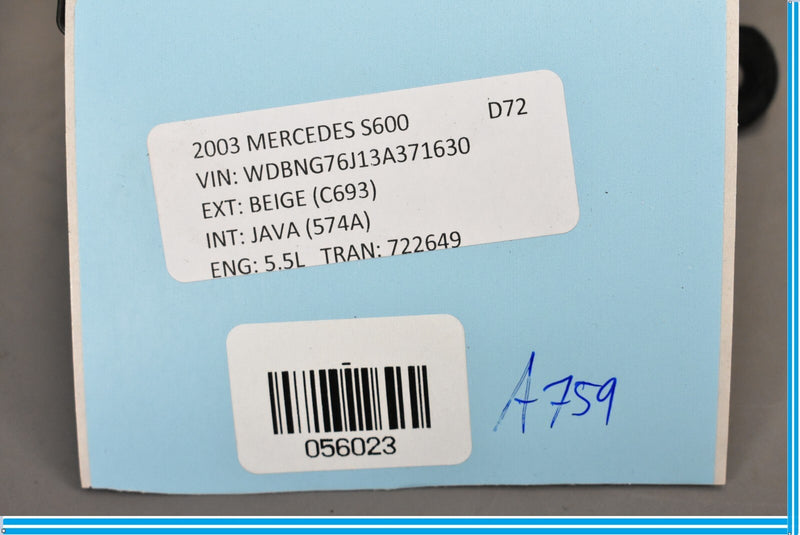 2003 MERCEDES S600 D72
VIN: WDBNG76J13A371630
EXT: BEIGE (C693)
INT: JAVA (574A)
ENG: 5.5L TRAN: 722649
056023
A759